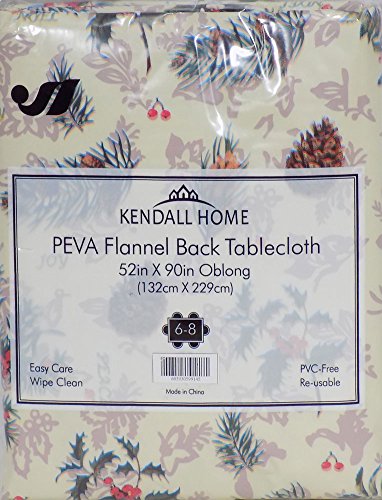 KENDALL HOME
PEVA Flannel Back Tablecloth
52in X 90in Oblong
(132cm X 229cm)
6-8
Easy Care
Wipe Clean
PVC-Free
Re-usable
Made in China